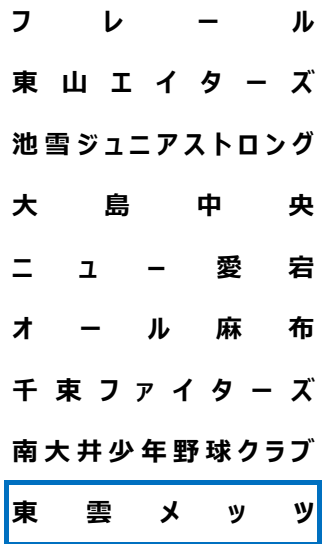 フレール
東山エイターズ
池雪ジュニアストロング
大島中央
ニュー愛宕
オール麻布
千束ファイターズ
南大井少年野球クラブ
東雲メッツ